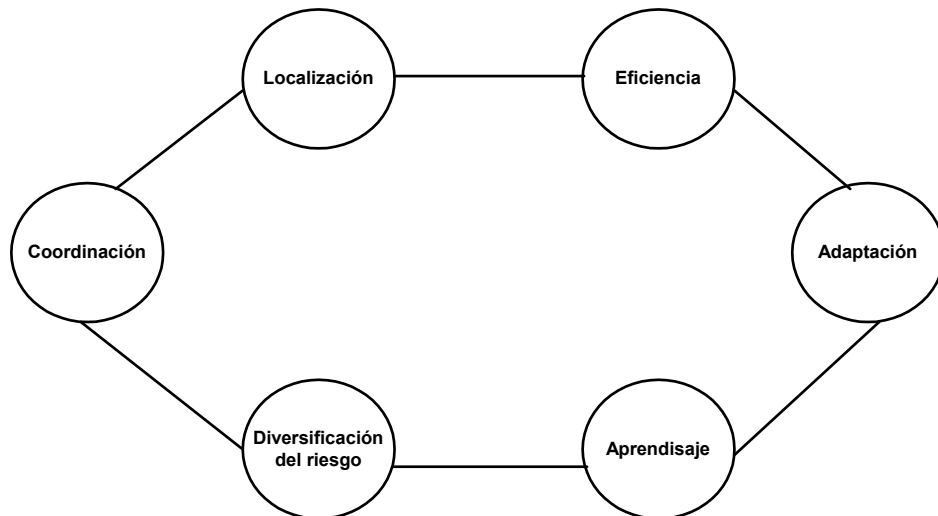 Localización
Eficiencia
Coordinación
Adaptación
Diversificación
del riesgo
Aprendisaje